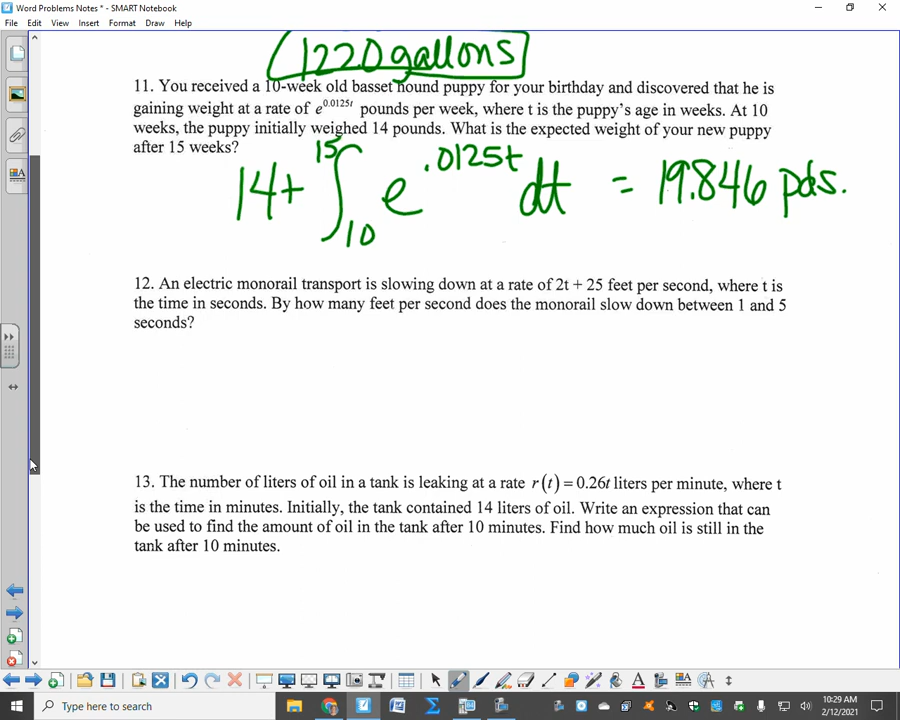 Word Problems Notes * - SMART Notebook
File Edit View Insert Format Draw Help
1220 gallons
11. You received a 10-week old basset hound puppy for your birthday and discovered that he is
gaining weight at a rate of e^0.0125t pounds per week, where t is the puppy's age in weeks. At 10
weeks, the puppy initially weighed 14 pounds. What is the expected weight of your new puppy
after 15 weeks?
14 + ∫_10^15 e^.0125t dt = 19.846 pds.
12. An electric monorail transport is slowing down at a rate of 2t + 25 feet per second, where t is
the time in seconds. By how many feet per second does the monorail slow down between 1 and 5
seconds?
13. The number of liters of oil in a tank is leaking at a rate r(t) = 0.26t liters per minute, where t
is the time in minutes. Initially, the tank contained 14 liters of oil. Write an expression that can
be used to find the amount of oil in the tank after 10 minutes. Find how much oil is still in the
tank after 10 minutes.
Type here to search
10:29 AM
2/12/2021